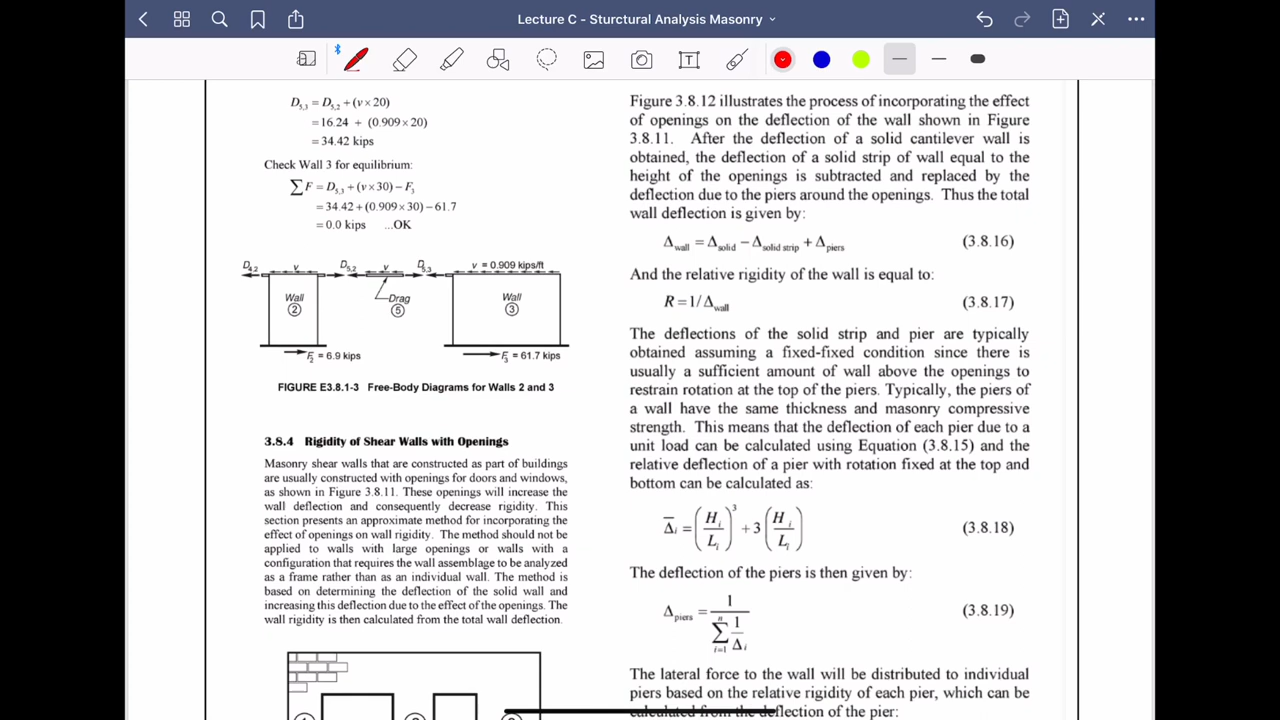 Lecture C - Sturctural Analysis Masonry
T
D5,3 = D5,2 + (v × 20)
= 16.24 + (0.909 × 20)
= 34.42 kips
Check Wall 3 for equilibrium:
∑ F = D5,3 + (v × 30) − F3
= 34.42 + (0.909 × 30) − 61.7
= 0.0 kips ...OK
D4,2 v D5,2 v D5,3 v = 0.909 kips/ft
Wall
②
Drag
⑤
Wall
③
F2 = 6.9 kips
F3 = 61.7 kips
FIGURE E3.8.1-3 Free-Body Diagrams for Walls 2 and 3
3.8.4 Rigidity of Shear Walls with Openings
Masonry shear walls that are constructed as part of buildings
are usually constructed with openings for doors and windows,
as shown in Figure 3.8.11. These openings will increase the
wall deflection and consequently decrease rigidity. This
section presents an approximate method for incorporating the
effect of openings on wall rigidity. The method should not be
applied to walls with large openings or walls with a
configuration that requires the wall assemblage to be analyzed
as a frame rather than as an individual wall. The method is
based on determining the deflection of the solid wall and
increasing this deflection due to the effect of the openings. The
wall rigidity is then calculated from the total wall deflection.
Figure 3.8.12 illustrates the process of incorporating the effect
of openings on the deflection of the wall shown in Figure
3.8.11. After the deflection of a solid cantilever wall is
obtained, the deflection of a solid strip of wall equal to the
height of the openings is subtracted and replaced by the
deflection due to the piers around the openings. Thus the total
wall deflection is given by:
Δwall = Δsolid − Δsolid strip + Δpiers (3.8.16)
And the relative rigidity of the wall is equal to:
R = 1/Δwall (3.8.17)
The deflections of the solid strip and pier are typically
obtained assuming a fixed-fixed condition since there is
usually a sufficient amount of wall above the openings to
restrain rotation at the top of the piers. Typically, the piers of
a wall have the same thickness and masonry compressive
strength. This means that the deflection of each pier due to a
unit load can be calculated using Equation (3.8.15) and the
relative deflection of a pier with rotation fixed at the top and
bottom can be calculated as:
Δ̅i = (Hi/Li)³ + 3(Hi/Li) (3.8.18)
The deflection of the piers is then given by:
Δpiers = 1 / ∑ⁿi=1 1/Δi (3.8.19)
The lateral force to the wall will be distributed to individual
piers based on the relative rigidity of each pier, which can be
calculated from the deflection of the pier: